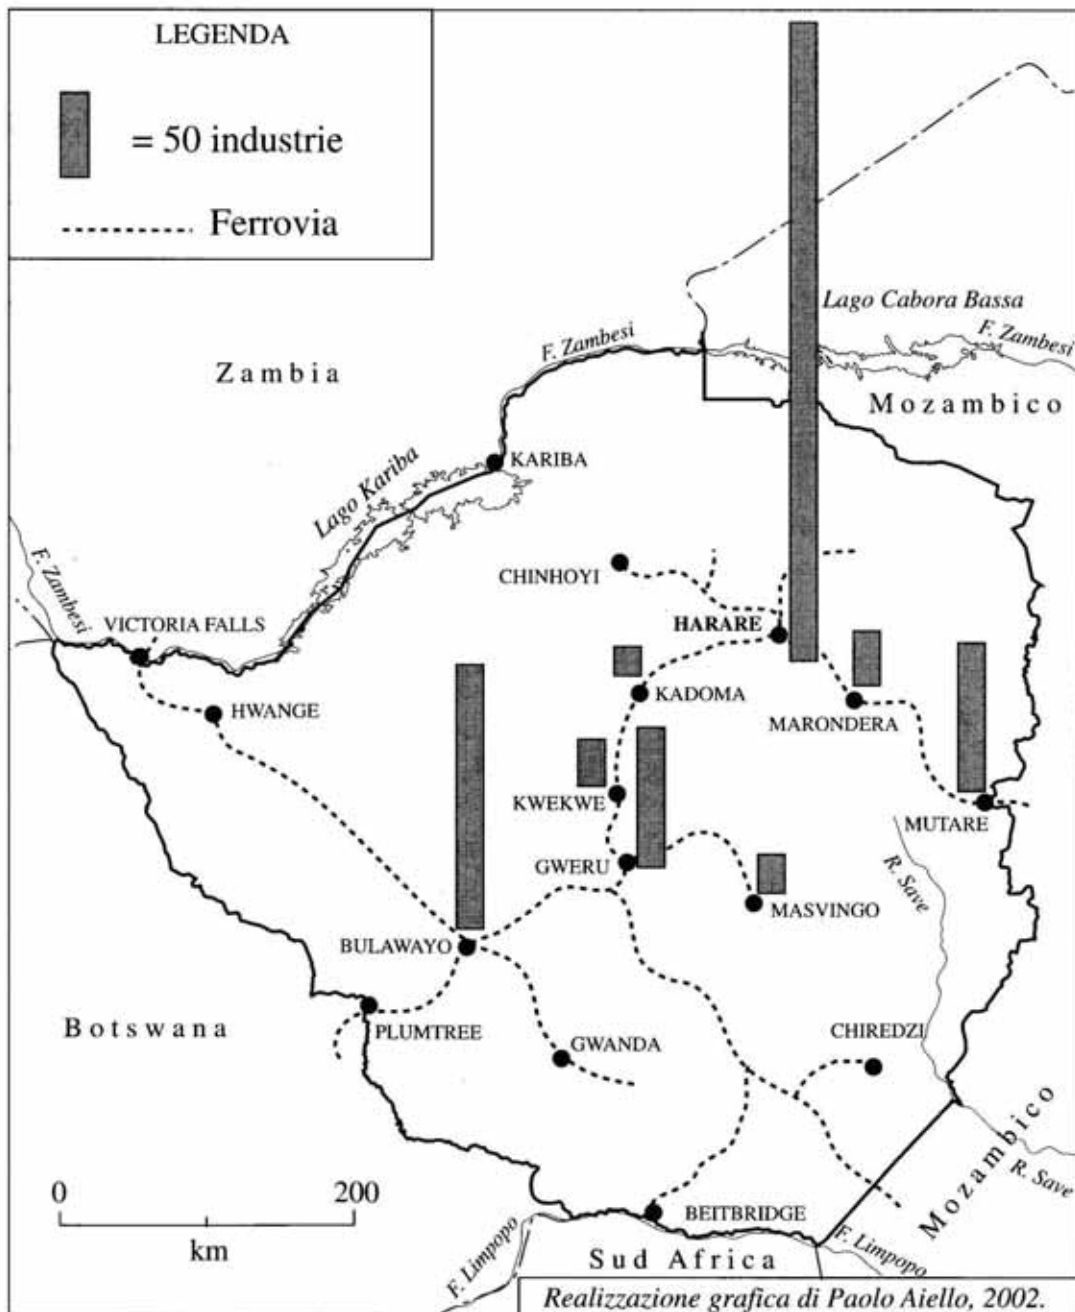 LEGENDA
= 50 industrie
Ferrovia
Lago Cabora Bassa
F. Zambesi
F. Zambesi
Zambia
Mozambico
KARIBA
Lago Kariba
F. Zambesi
CHINHOYI
HARARE
VICTORIA FALLS
KADOMA
HWANGE
MARONDERA
KWEKWE
MUTARE
GWERU
R. Save
MASVINGO
BULAWAYO
Botswana
PLUMTREE
GWANDA
CHIREDZI
Mozambico
R. Save
0 200
km
BEITBRIDGE
F. Limpopo
Sud Africa
F. Limpopo
Realizzazione grafica di Paolo Aiello, 2002.